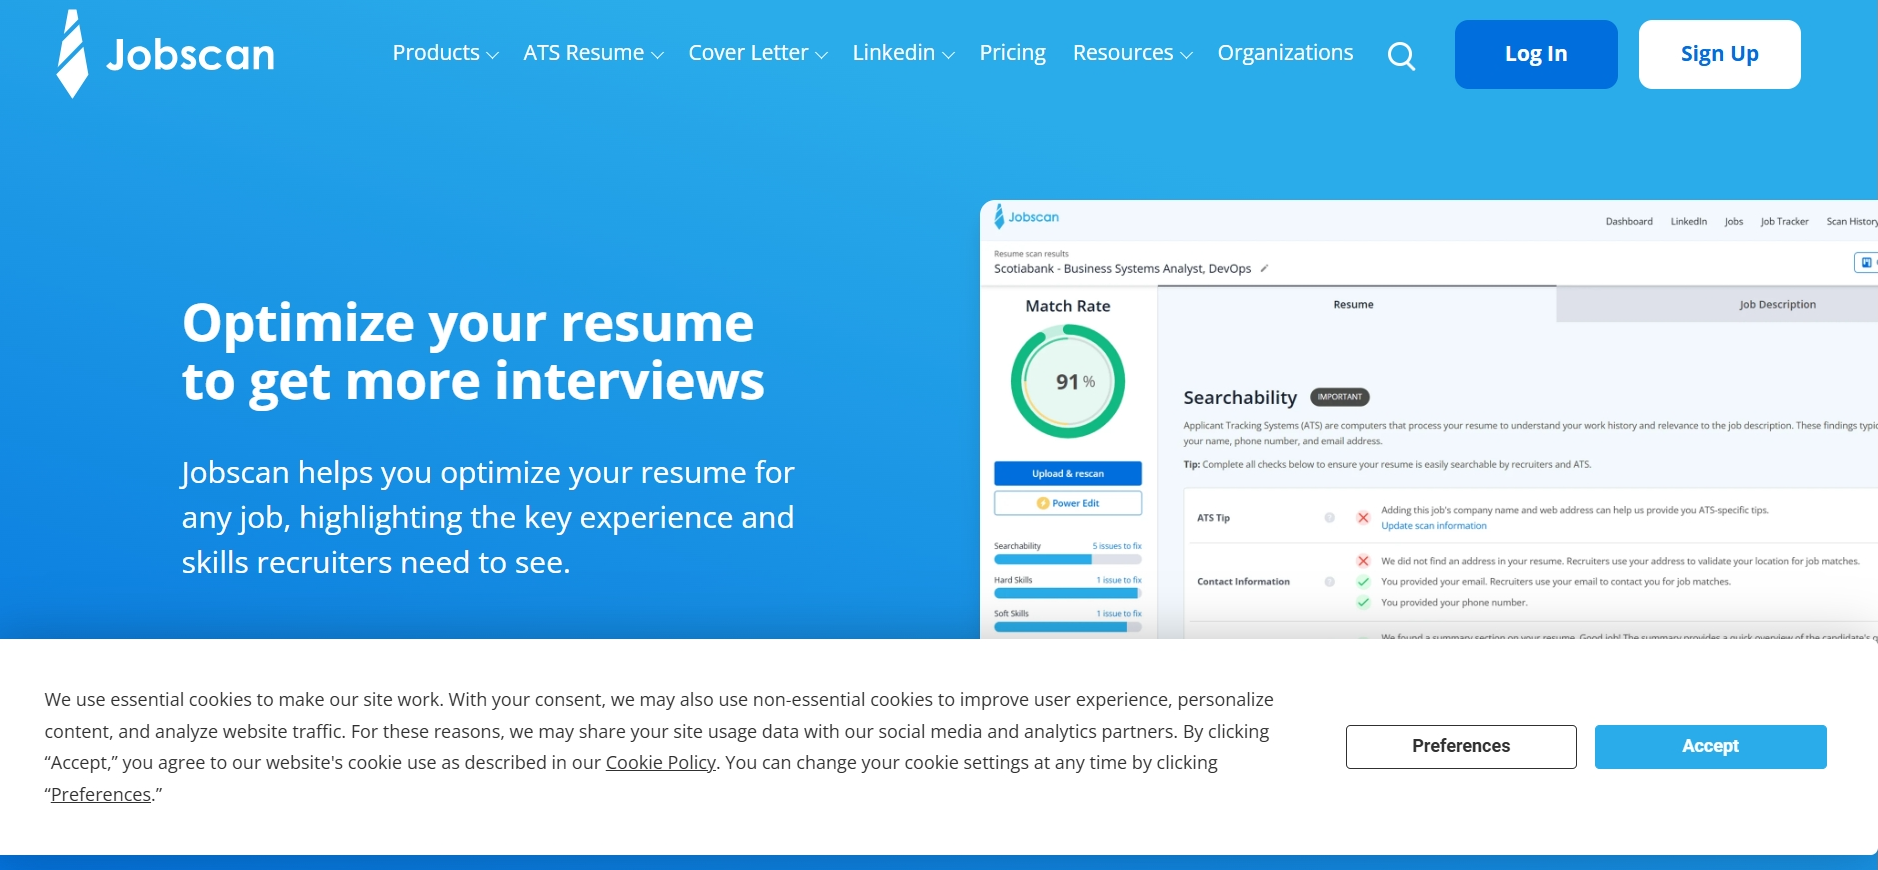 Jobscan
Products
ATS Resume
Cover Letter
Linkedin
Pricing
Resources
Organizations
Log In
Sign Up
Optimize your resume
to get more interviews
Jobscan helps you optimize your resume for
any job, highlighting the key experience and
skills recruiters need to see.
Jobscan
Dashboard
LinkedIn
Jobs
Job Tracker
Scan History
Resume scan results
Scotiabank - Business Systems Analyst, DevOps
Match Rate
91 %
Upload & rescan
Power Edit
Searchability
5 issues to fix
Hard Skills
1 issue to fix
Soft Skills
1 issue to fix
Resume
Job Description
Searchability
IMPORTANT
Applicant Tracking Systems (ATS) are computers that process your resume to understand your work history and relevance to the job description. These findings
your name, phone number, and email address.
Tip: Complete all checks below to ensure your resume is easily searchable by recruiters and ATS.
ATS Tip
?
Adding this job's company name and web address can help us provide you ATS-specific tips.
Update scan information
Contact Information
?
We did not find an address in your resume. Recruiters use your address to validate your location for job matches.
You provided your email. Recruiters use your email to contact you for job matches.
You provided your phone number.
We found a summary section on your resume. Good job! The summary provides a quick overview of the candidate's
We use essential cookies to make our site work. With your consent, we may also use non-essential cookies to improve user experience, personalize
content, and analyze website traffic. For these reasons, we may share your site usage data with our social media and analytics partners. By clicking
“Accept,” you agree to our website's cookie use as described in our Cookie Policy. You can change your cookie settings at any time by clicking
“Preferences.”
Preferences
Accept